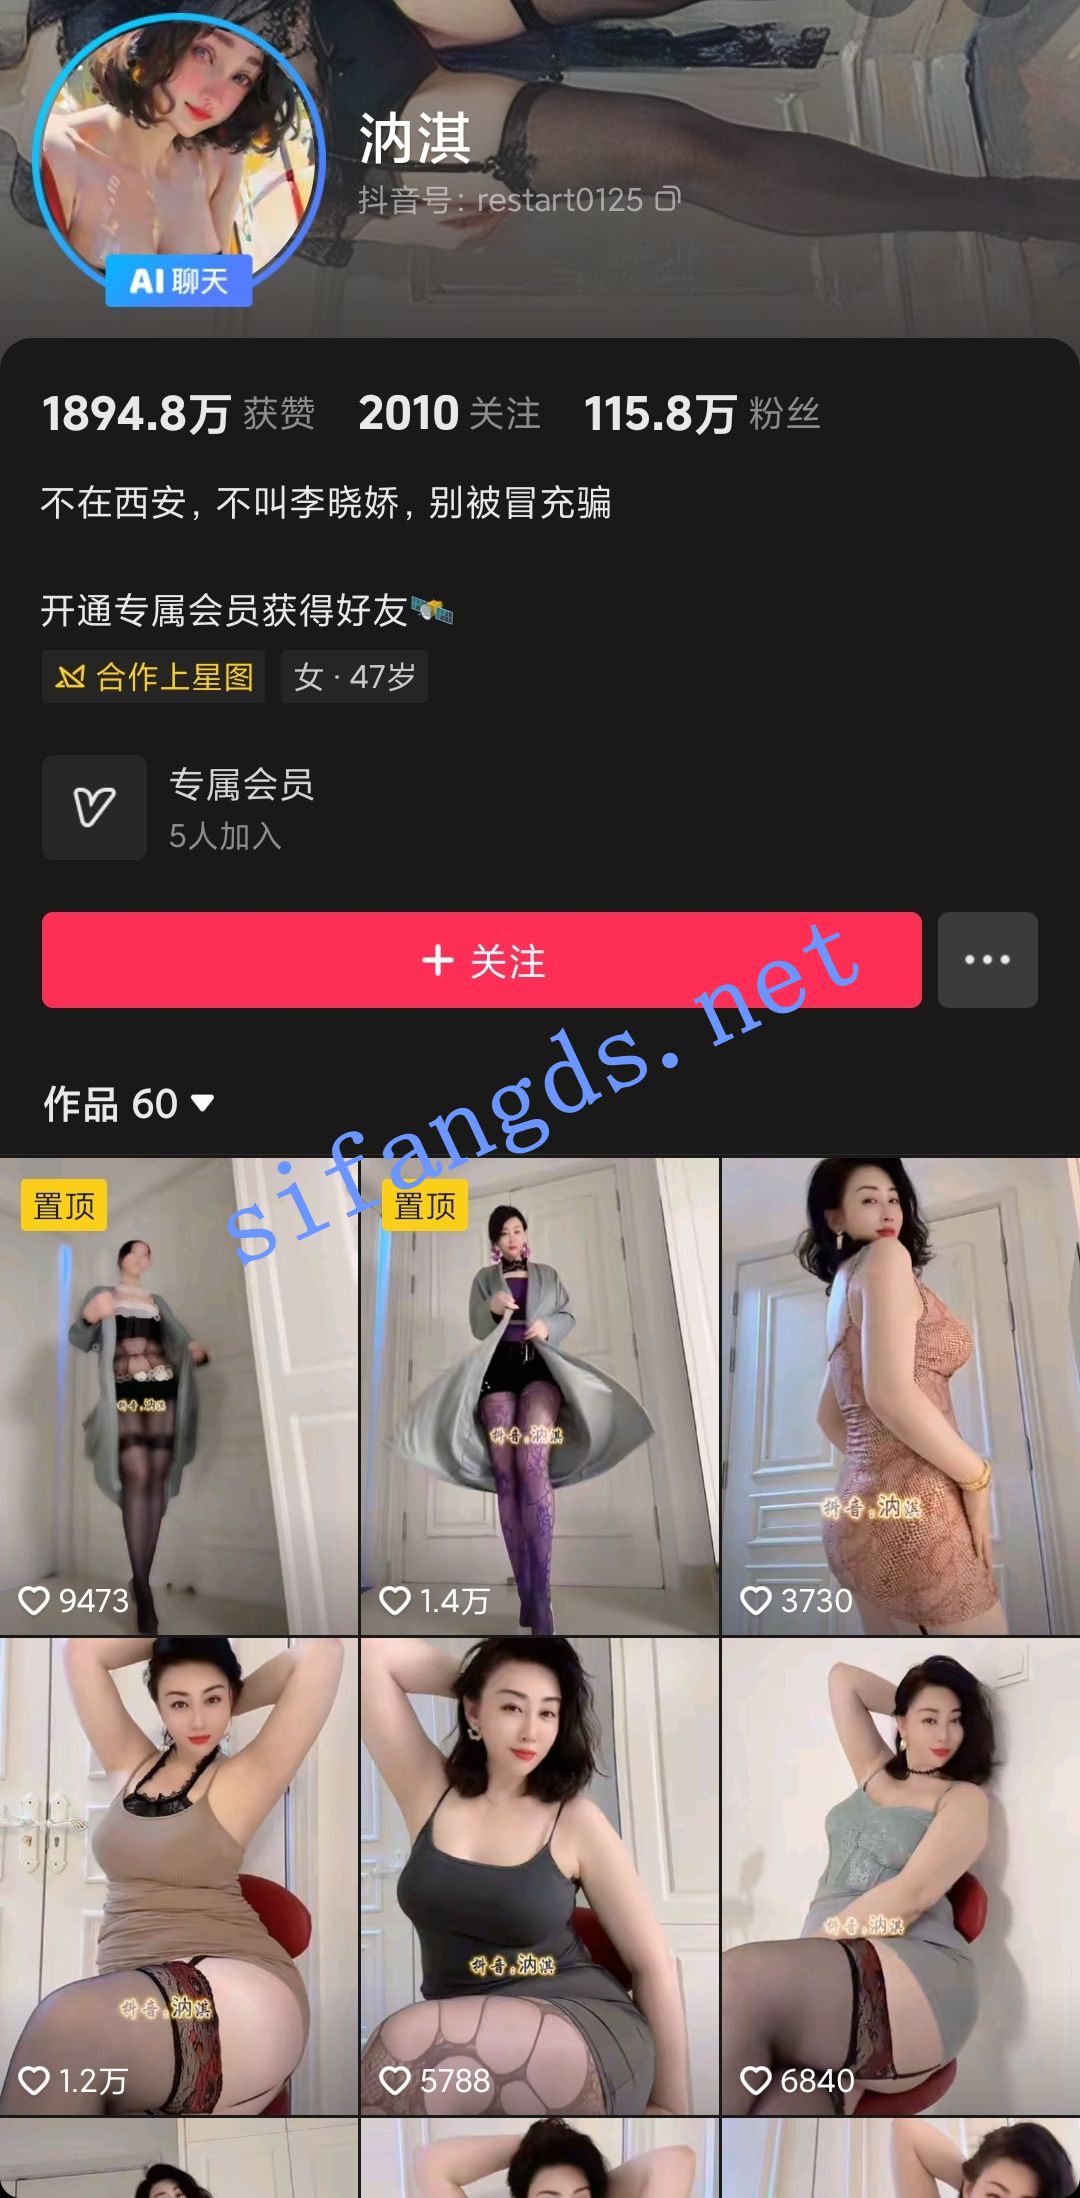 汭淇
抖音号：restart0125
AI 聊天
1894.8万 获赞 2010 关注 115.8万 粉丝
不在西安，不叫李晓娇，别被冒充骗
开通专属会员获得好友
合作上星图 女 · 47岁
专属会员
5人加入
+ 关注
sifangds.net
作品 60
置顶
置顶
抖音:汭淇
抖音:汭淇
抖音:汭淇
9473
1.4万
3730
抖音:汭淇
抖音:汭淇
抖音:汭淇
1.2万
5788
6840